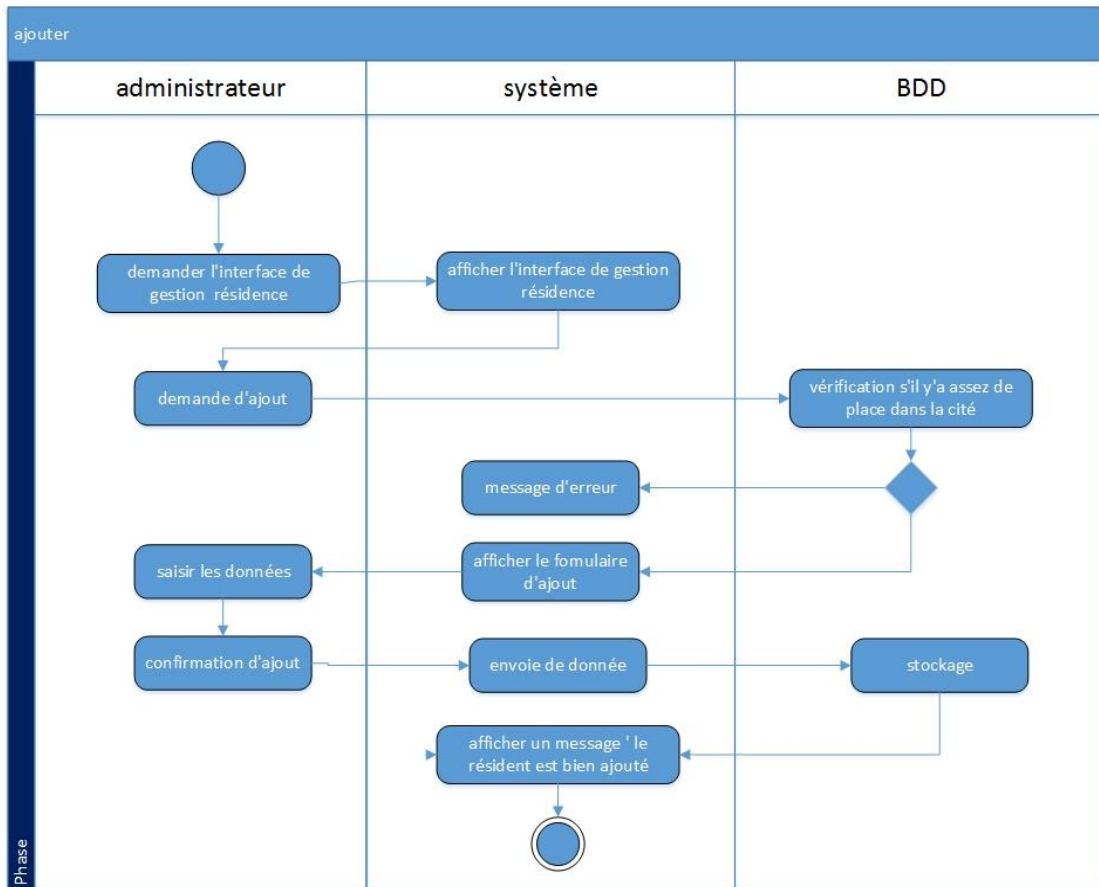 ajouter
administrateur
système
BDD
demander l'interface de
gestion résidence
afficher l'interface de gestion
résidence
demande d'ajout
vérification s'il y'a assez de
place dans la cité
message d'erreur
saisir les données
afficher le fomulaire
d'ajout
confirmation d'ajout
envoie de donnée
stockage
afficher un message ' le
résident est bien ajouté
Phase